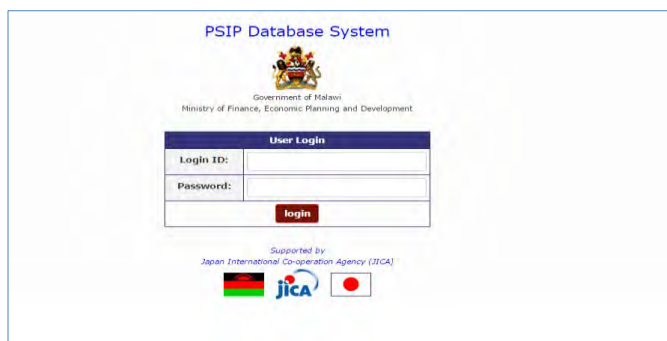 PSIP Database System
Government of Malawi
Ministry of Finance, Economic Planning and Development
User Login
Login ID:
Password:
login
Supported by
Japan International Co-operation Agency (JICA)
jica